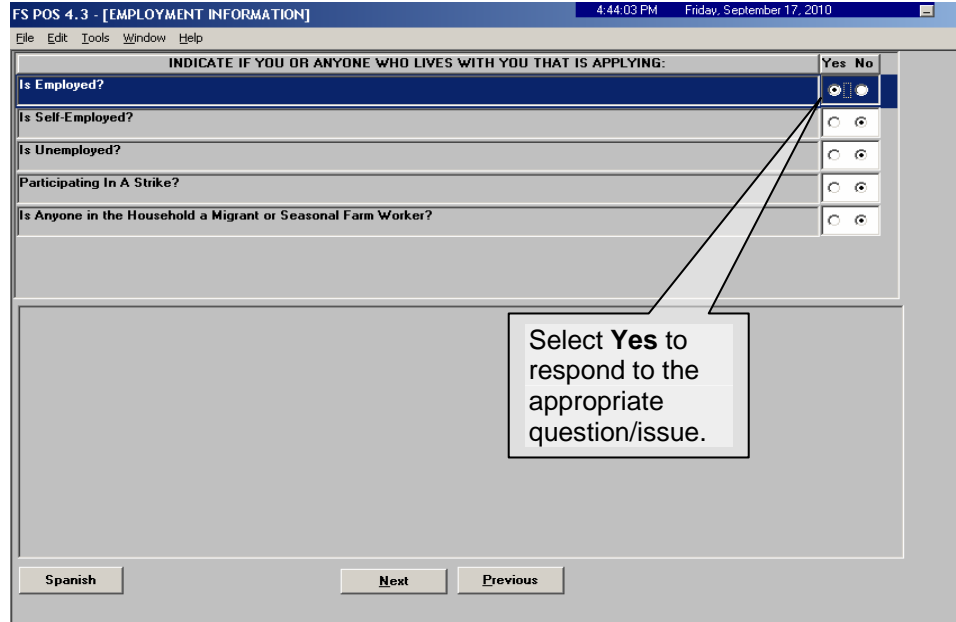 FS POS 4.3 - [EMPLOYMENT INFORMATION] 4:44:03 PM Friday, September 17, 2010
File Edit Tools Window Help
INDICATE IF YOU OR ANYONE WHO LIVES WITH YOU THAT IS APPLYING: Yes No
Is Employed?
Is Self-Employed?
Is Unemployed?
Participating In A Strike?
Is Anyone in the Household a Migrant or Seasonal Farm Worker?
Select Yes to
respond to the
appropriate
question/issue.
Spanish Next Previous